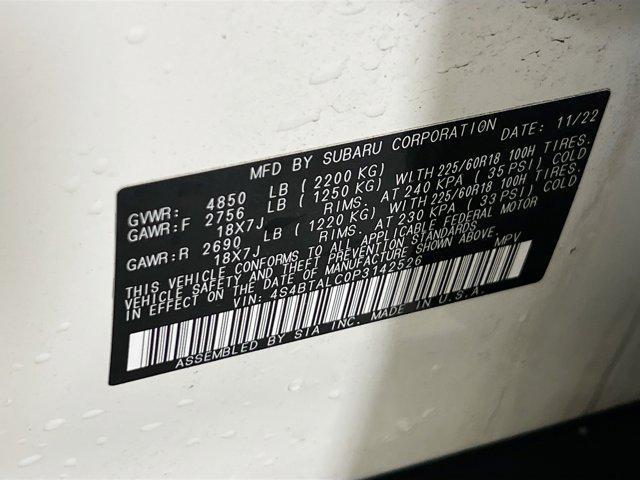 MFD BY SUBARU CORPORATION DATE: 11/22
GVWR: 4850 LB ( 2200 KG)
GAWR:F 2756 LB ( 1250 KG) WITH 225/60R18 100H TIRES.
18X7J RIMS. AT 240 KPA ( 35 PSI) COLD
GAWR:R 2690 LB ( 1220 KG) WITH 225/60R18 100H TIRES.
18X7J RIMS. AT 230 KPA ( 33 PSI) COLD
THIS VEHICLE CONFORMS TO ALL APPLICABLE FEDERAL MOTOR
VEHICLE SAFETY AND THEFT PREVENTION STANDARDS
IN EFFECT ON THE DATE OF MANUFACTURE SHOWN ABOVE.
VIN: 4S4BTALC0P3142526 MPV
ASSEMBLED BY SIA INC. MADE IN U.S.A.